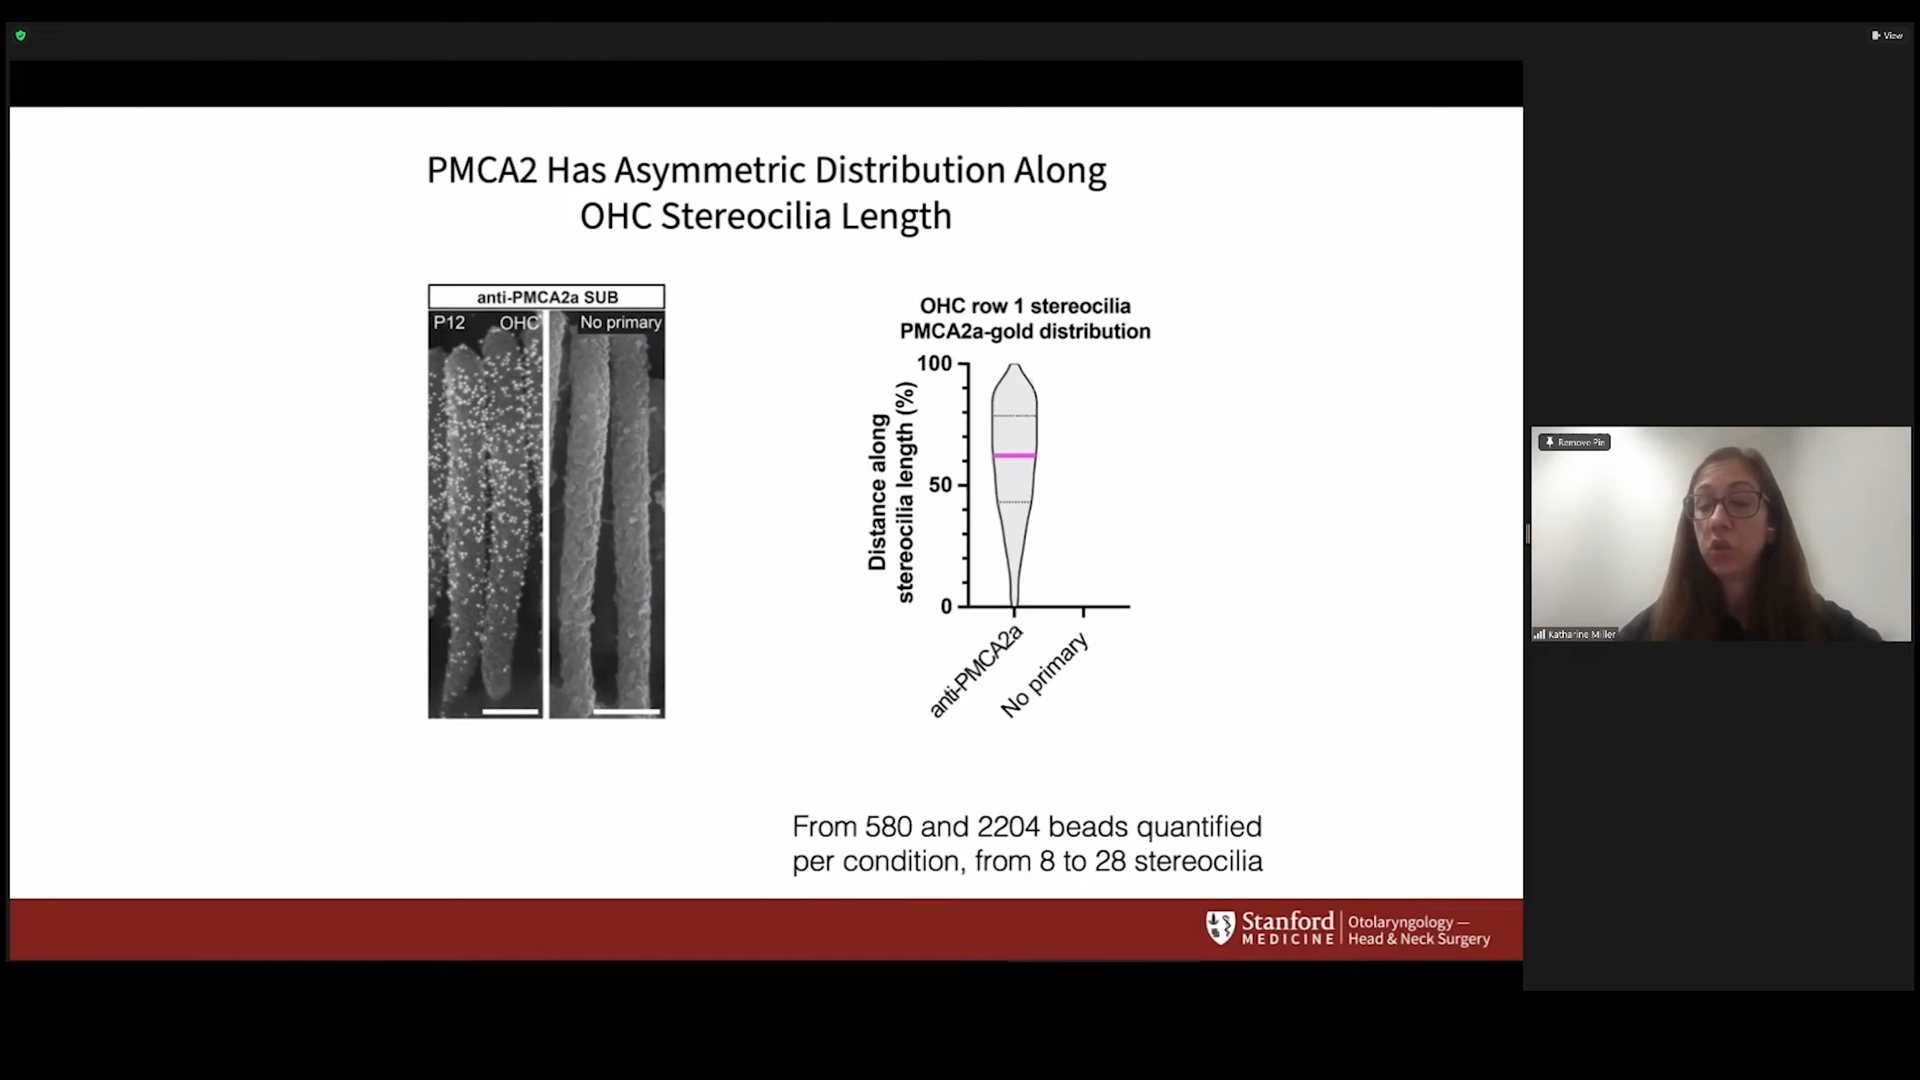 View
PMCA2 Has Asymmetric Distribution Along
OHC Stereocilia Length
anti-PMCA2a SUB
P12 OHC
No primary
OHC row 1 stereocilia
PMCA2a-gold distribution
Distance along
stereocilia length (%)
100
50
0
anti-PMCA2a
No primary
From 580 and 2204 beads quantified
per condition, from 8 to 28 stereocilia
Stanford
MEDICINE
Otolaryngology —
Head & Neck Surgery
Remove Pin
Katharine Miller